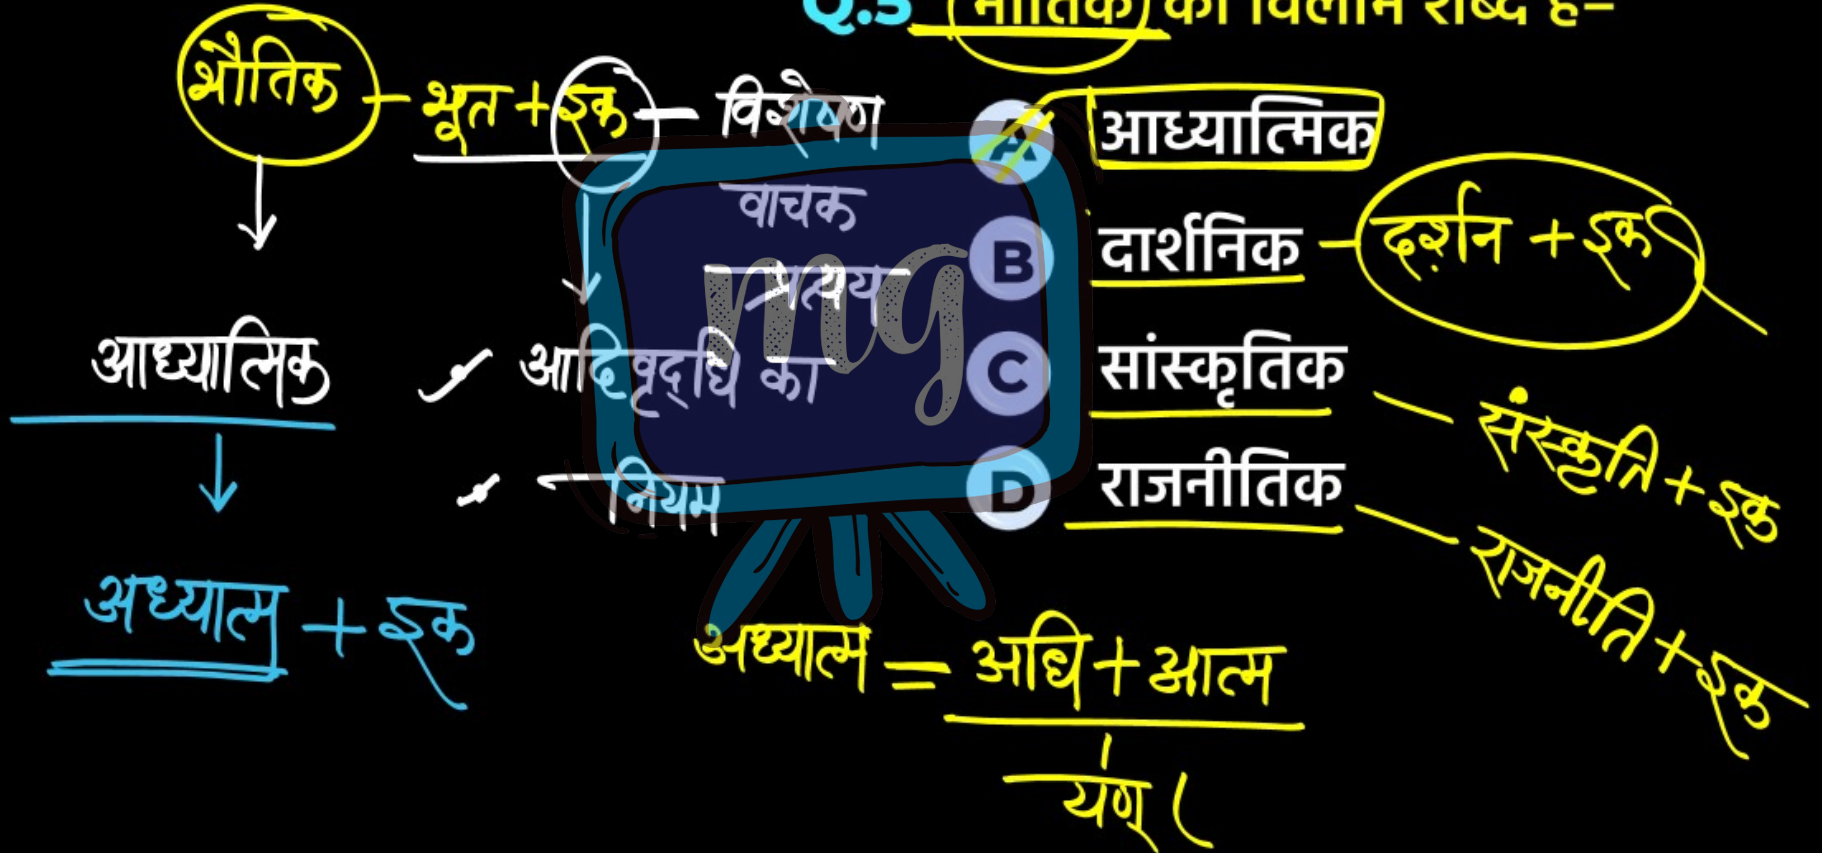 Q.5 भौतिक का विलोम शब्द है–
भौतिक – भूत + इक – विशेषण
वाचक
प्रत्यय
A आध्यात्मिक
B दार्शनिक – दर्शन + इक
C सांस्कृतिक – संस्कृति + इक
D राजनीतिक – राजनीति + इक
आध्यात्मिक
आदिवृद्धि का
नियम
अध्यात्म + इक
अध्यात्म = अधि + आत्म
यण् (
mg